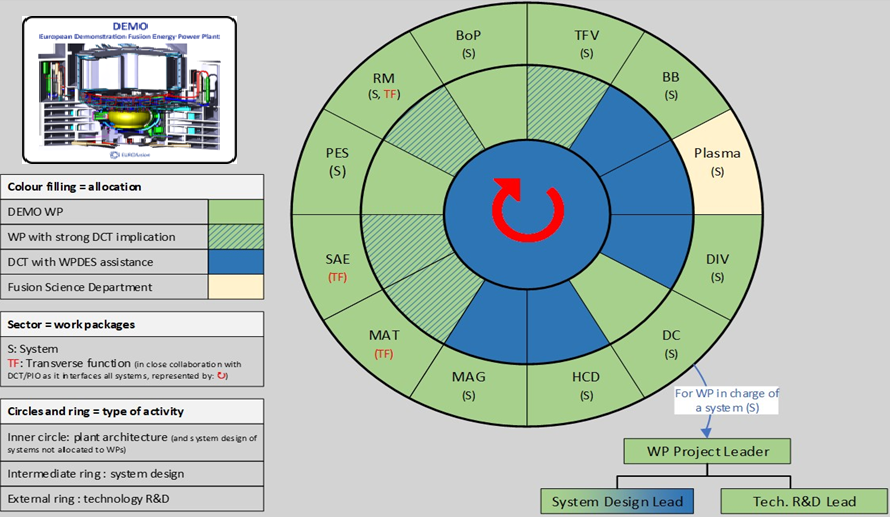 DEMO
European Demonstration Fusion Energy Power Plant
© EUROfusion
Colour filling = allocation
DEMO WP
WP with strong DCT implication
DCT with WPDES assistance
Fusion Science Department
Sector = work packages
S: System
TF: Transverse function (in close collaboration with
DCT/PIO as it interfaces all systems, represented by: ↻)
Circles and ring = type of activity
Inner circle: plant architecture (and system design of
systems not allocated to WPs)
Intermediate ring : system design
External ring : technology R&D
BoP
(S)
TFV
(S)
BB
(S)
Plasma
(S)
DIV
(S)
DC
(S)
HCD
(S)
MAG
(S)
MAT
(TF)
SAE
(TF)
PES
(S)
RM
(S, TF)
For WP in charge
of a system (S)
WP Project Leader
System Design Lead
Tech. R&D Lead